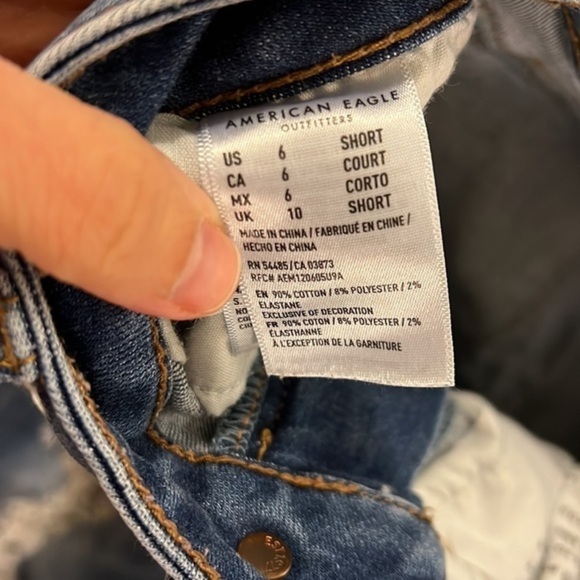 AMERICAN EAGLE
OUTFITTERS
US 6 SHORT
CA 6 COURT
MX 6 CORTO
UK 10 SHORT
MADE IN CHINA / FABRIQUÉ EN CHINE /
HECHO EN CHINA
RN 54485/CA 03873
RFC# AEM120605U9A
EN 90% COTTON / 8% POLYESTER / 2%
ELASTANE
EXCLUSIVE OF DECORATION
FR 90% COTON / 8% POLYESTER / 2%
ÉLASTHANNE
À L'EXCEPTION DE LA GARNITURE